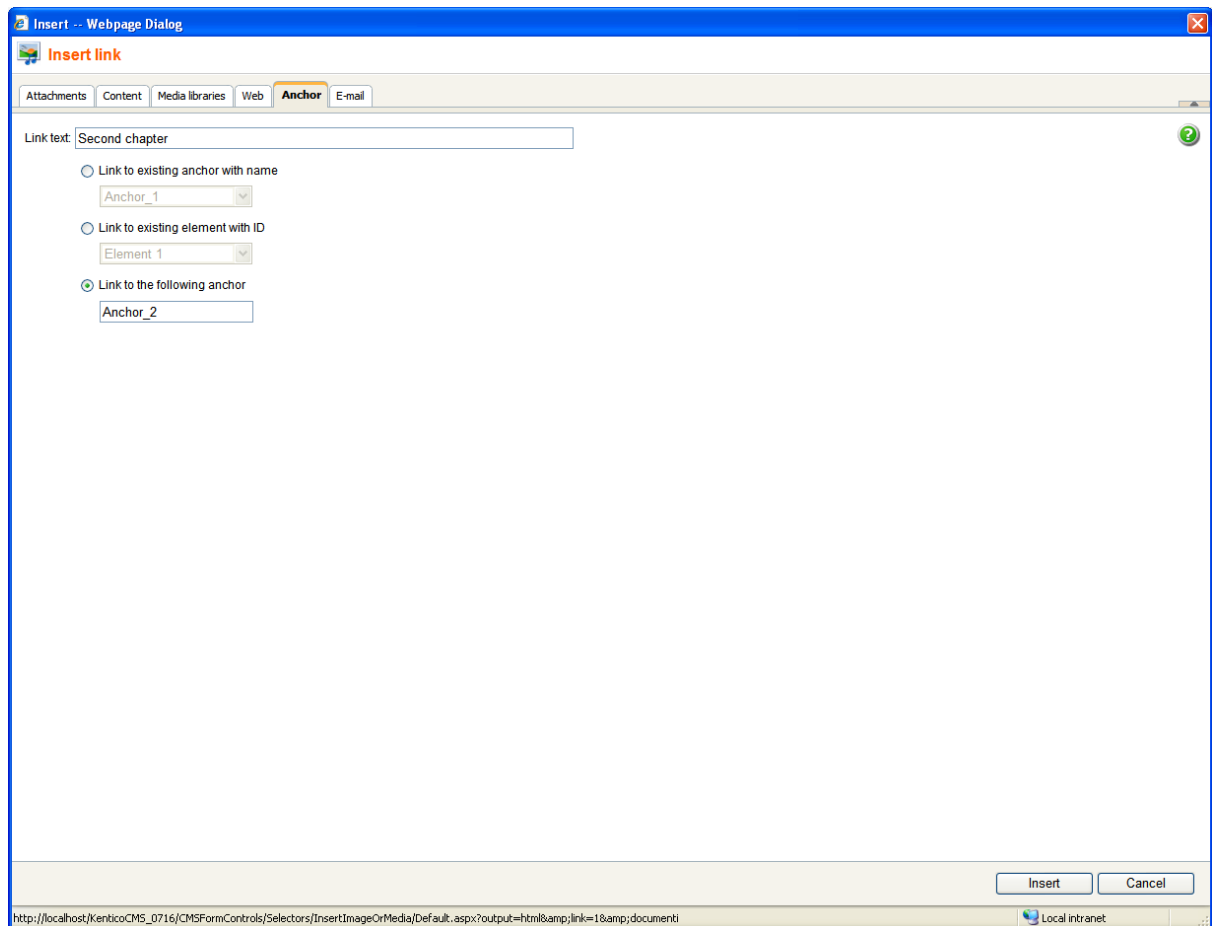 Insert -- Webpage Dialog
Insert link
Attachments Content Media libraries Web Anchor E-mail
Link text: Second chapter
Link to existing anchor with name
Anchor_1
Link to existing element with ID
Element 1
Link to the following anchor
Anchor_2
Insert Cancel
http://localhost/KenticoCMS_0716/CMSFormControls/Selectors/InsertImageOrMedia/Default.aspx?output=html&amp;link=1&amp;documenti Local intranet